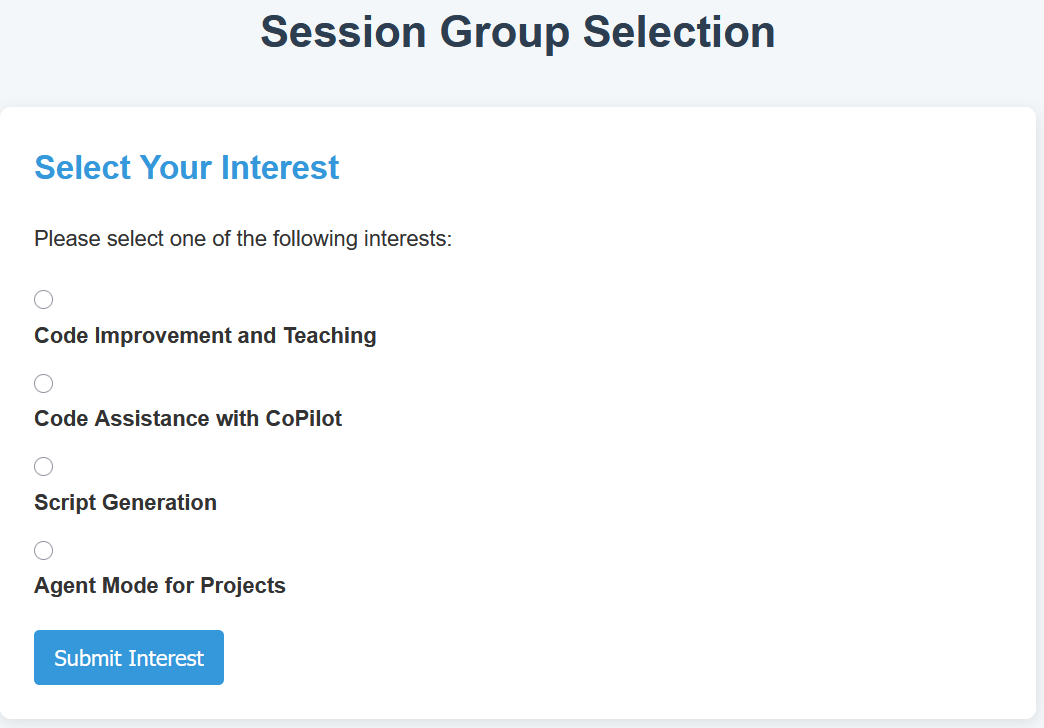 Session Group Selection
Select Your Interest
Please select one of the following interests:
Code Improvement and Teaching
Code Assistance with CoPilot
Script Generation
Agent Mode for Projects
Submit Interest